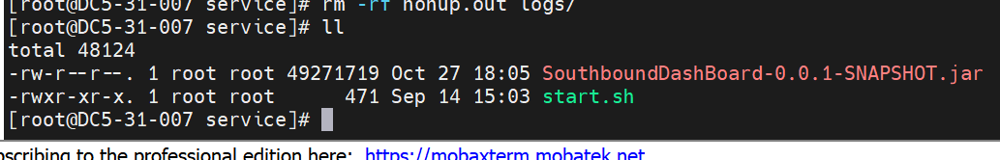 [root@DC5-31-007 service]# rm -rf nohup.out logs/
[root@DC5-31-007 service]# ll
total 48124
-rw-r--r--. 1 root root 49271719 Oct 27 18:05 SouthboundDashBoard-0.0.1-SNAPSHOT.jar
-rwxr-xr-x. 1 root root      471 Sep 14 15:03 start.sh
[root@DC5-31-007 service]#
bscribing to the professional edition here: https://mobaxterm.mobatek.net